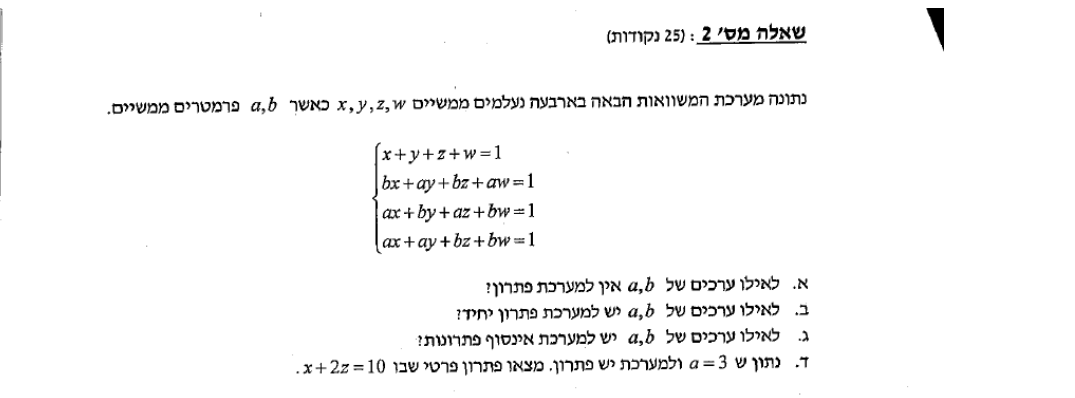 שאלה מס' 2 : (25 נקודות)
נתונה מערכת המשוואות הבאה בארבעה נעלמים ממשיים x, y, z, w כאשר a,b פרמטרים ממשיים.
x+y+z+w=1
bx+ay+bz+aw=1
ax+by+az+bw=1
ax+ay+bz+bw=1
א. לאילו ערכים של a,b אין למערכת פתרון?
ב. לאילו ערכים של a,b יש למערכת פתרון יחיד?
ג. לאילו ערכים של a,b יש למערכת אינסוף פתרונות?
ד. נתון ש a=3 ולמערכת יש פתרון. מצאו פתרון פרטי שבו x+2z=10.